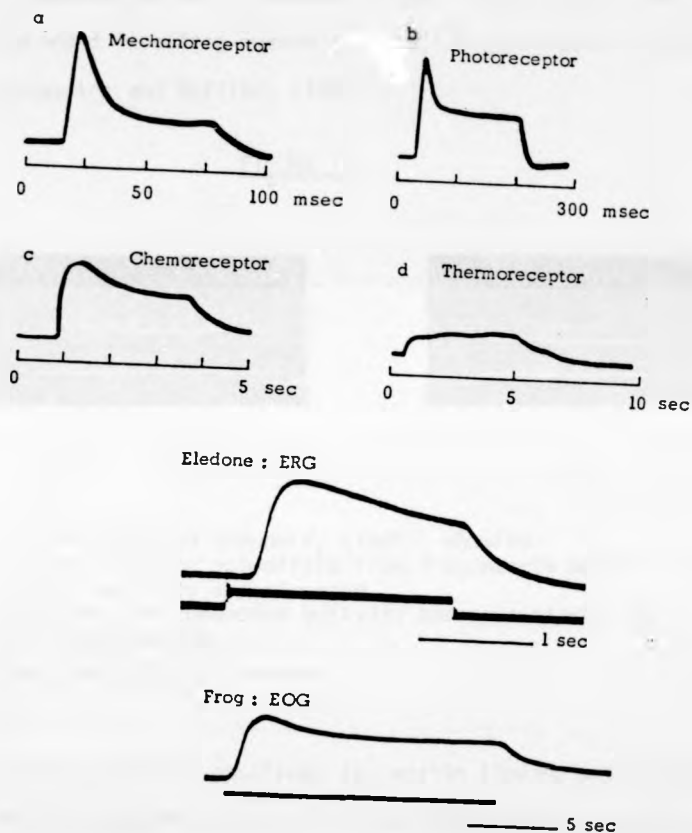 a
Mechanoreceptor
0 50 100 msec
b
Photoreceptor
0 300 msec
c
Chemoreceptor
0 5 sec
d
Thermoreceptor
0 5 10 sec
Eledone : ERG
1 sec
Frog : EOG
5 sec